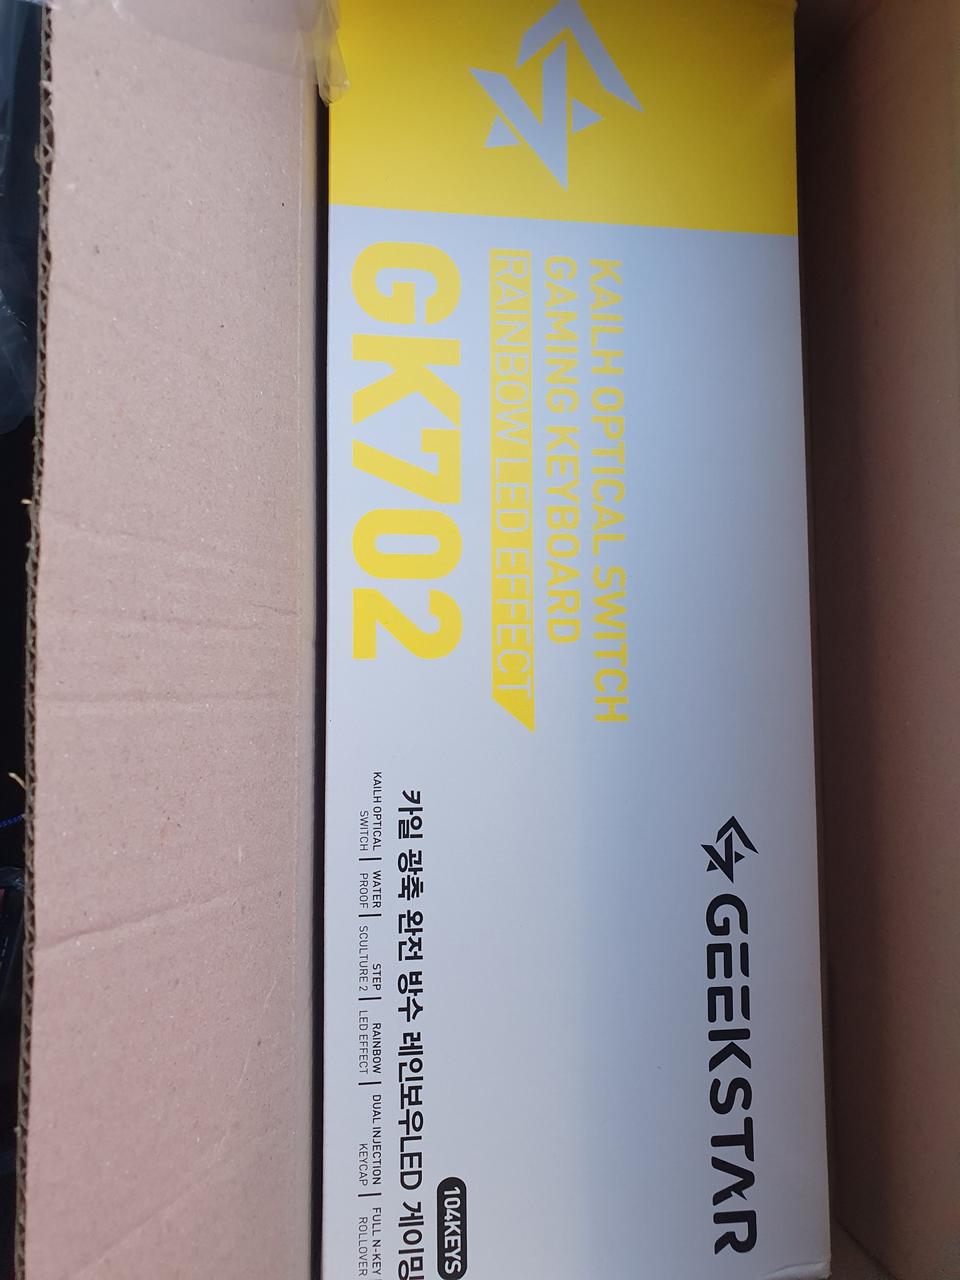 GEEKSTAR
KAILH OPTICAL SWITCH
GAMING KEYBOARD
RAINBOW LED EFFECT
GK702
104KEYS
카일 광축 완전 방수 레인보우LED 게이밍
KAILH OPTICAL
SWITCH
WATER
PROOF
STEP
SCULTURE 2
RAINBOW
LED EFFECT
DUAL INJECTION
KEYCAP
FULL N-KEY
ROLLOVER